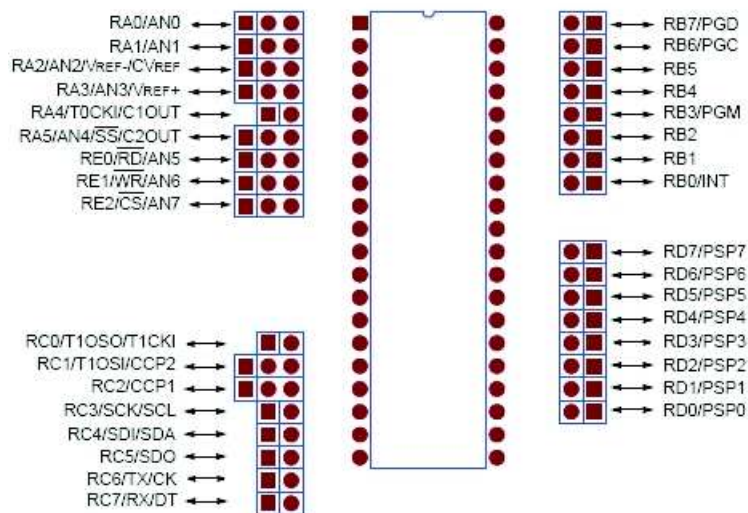 RA0/AN0
RA1/AN1
RA2/AN2/VREF-/CVREF
RA3/AN3/VREF+
RA4/T0CKI/C1OUT
RA5/AN4/SS/C2OUT
RE0/RD/AN5
RE1/WR/AN6
RE2/CS/AN7
RC0/T1OSO/T1CKI
RC1/T1OSI/CCP2
RC2/CCP1
RC3/SCK/SCL
RC4/SDI/SDA
RC5/SDO
RC6/TX/CK
RC7/RX/DT
RB7/PGD
RB6/PGC
RB5
RB4
RB3/PGM
RB2
RB1
RB0/INT
RD7/PSP7
RD6/PSP6
RD5/PSP5
RD4/PSP4
RD3/PSP3
RD2/PSP2
RD1/PSP1
RD0/PSP0